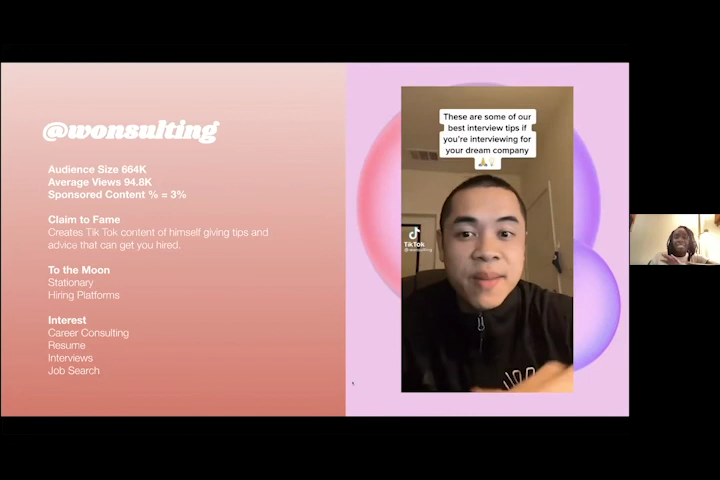 @wonsulting
Audience Size 664K
Average Views 94.8K
Sponsored Content % = 3%
Claim to Fame
Creates Tik Tok content of himself giving tips and
advice that can get you hired.
To the Moon
Stationary
Hiring Platforms
Interest
Career Consulting
Resume
Interviews
Job Search
These are some of our
best interview tips if
you're interviewing for
your dream company
🙏💡
TikTok
@wonsulting